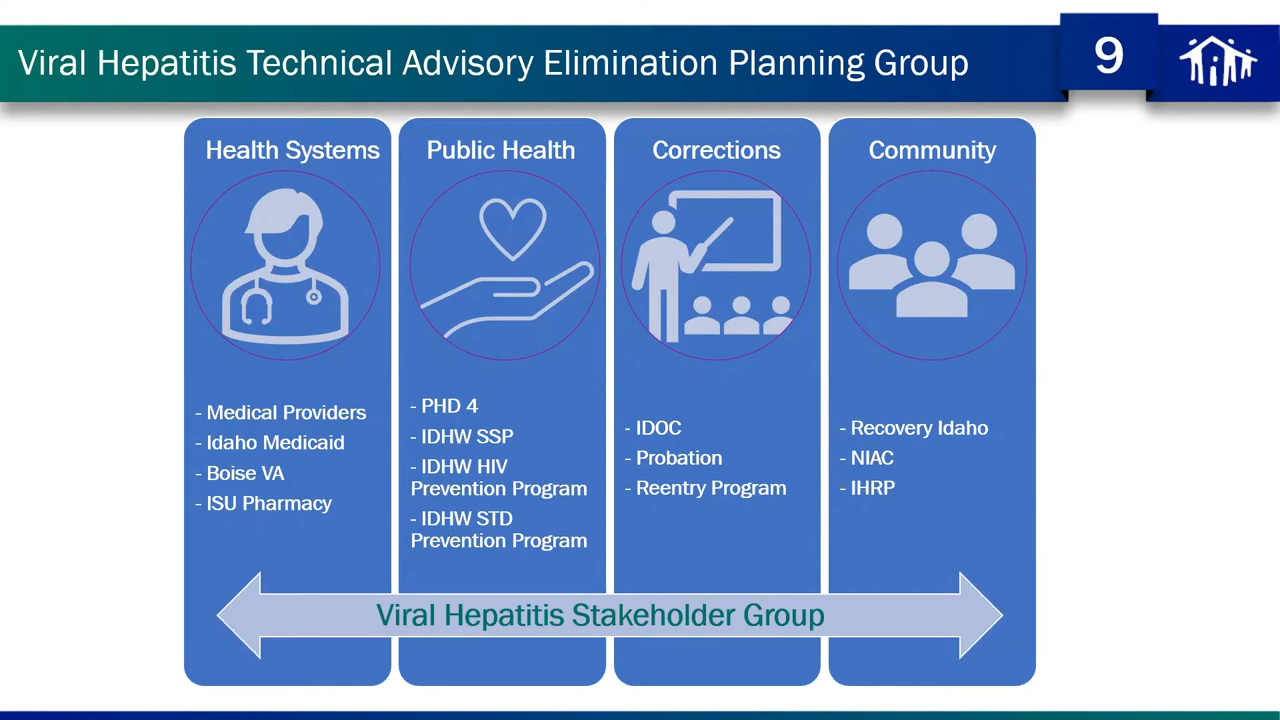 Viral Hepatitis Technical Advisory Elimination Planning Group
9
Health Systems
- Medical Providers
- Idaho Medicaid
- Boise VA
- ISU Pharmacy
Public Health
- PHD 4
- IDHW SSP
- IDHW HIV
Prevention Program
- IDHW STD
Prevention Program
Corrections
- IDOC
- Probation
- Reentry Program
Community
- Recovery Idaho
- NIAC
- IHRP
Viral Hepatitis Stakeholder Group